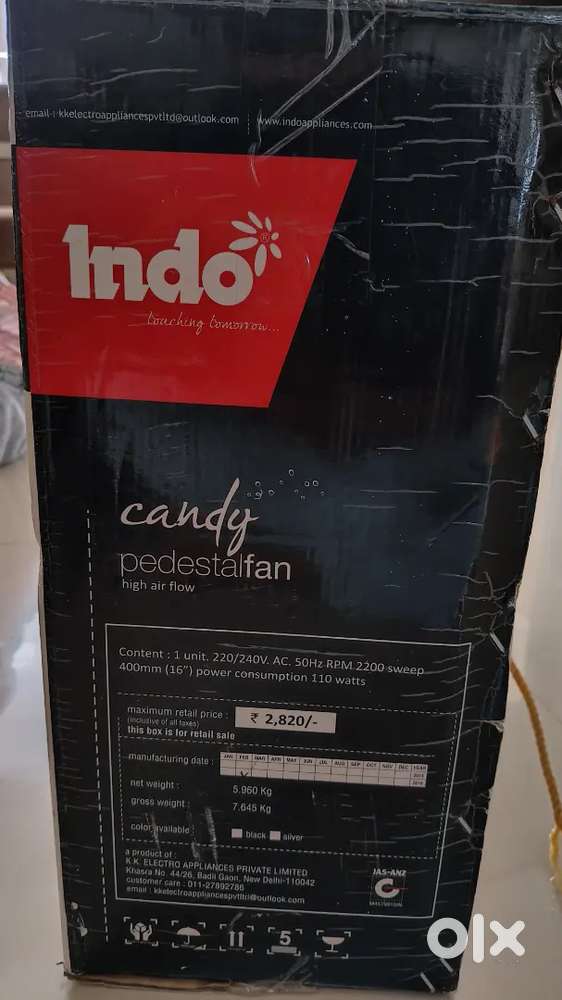 email : kkelectroappliancespvtltd@outlook.com | www.indoappliances.com
Indo®
touching tomorrow...
candy
pedestalfan
high air flow
Content : 1 unit. 220/240V. AC. 50Hz RPM 2200 sweep
400mm (16") power consumption 110 watts
maximum retail price : ₹ 2,820/-
(inclusive of all taxes)
this box is for retail sale
manufacturing date : JAN FEB MAR APR MAY JUN JUL AUG SEP OCT NOV DEC YEAR
2015
2016
net weight : 5.960 Kg
gross weight : 7.645 Kg
color available : black silver
a product of :
K.K. ELECTRO APPLIANCES PRIVATE LIMITED
Khasra No. 44/26, Badli Gaon, New Delhi-110042
customer care : 011-27892786
email : kkelectroappliancespvtltd@outlook.com
JAS-ANZ
5
olx